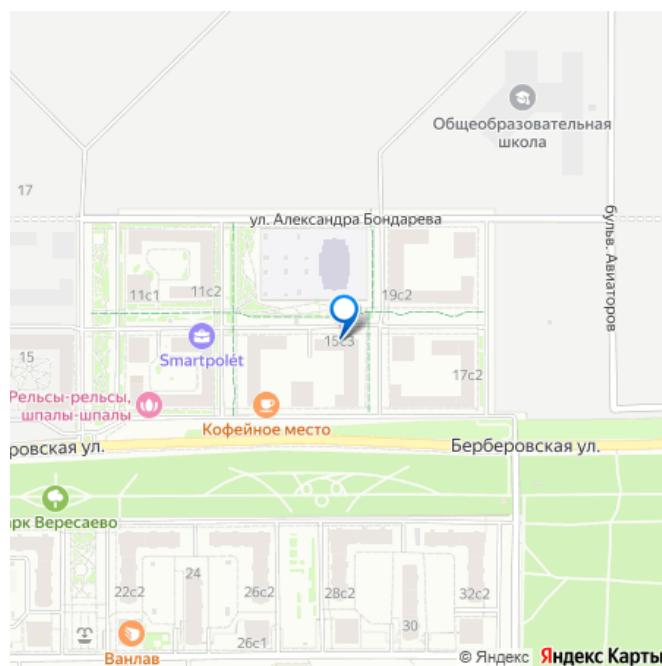 Общеобразовательная
школа
17
ул. Александра Бондарева
бульв. Авиаторов
11с1
11с2
19с2
15с3
15
Smartpolét
17с2
Рельсы-рельсы,
шпалы-шпалы
Кофейное место
ровская ул.
Берберовская ул.
арк Вересаево
22с2
24
26с2
28с2
32с2
30
26с1
Ванлав
© Яндекс Яндекс Карты